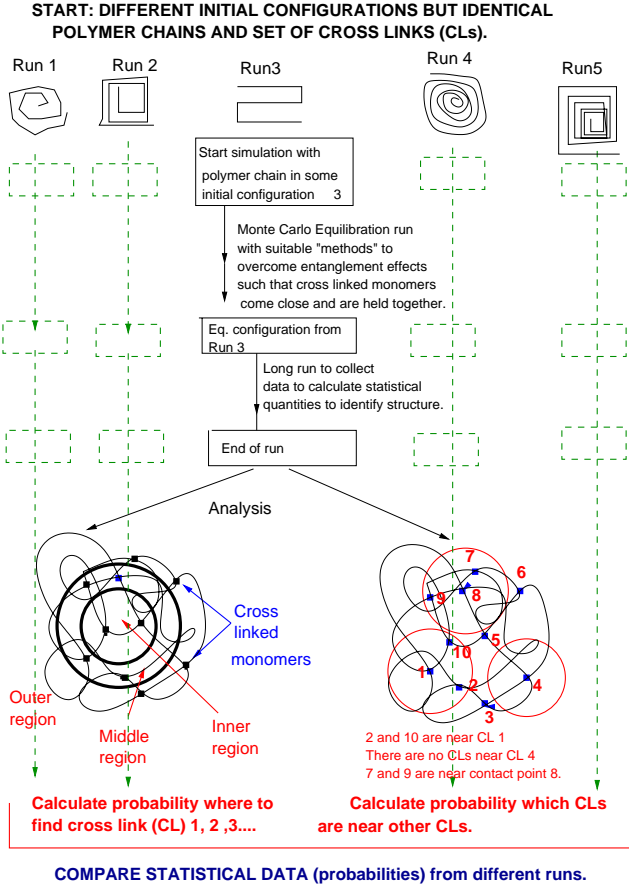 START: DIFFERENT INITIAL CONFIGURATIONS BUT IDENTICAL
POLYMER CHAINS AND SET OF CROSS LINKS (CLs).
Run 1
Run 2
Run3
Run 4
Run5
Start simulation with
polymer chain in some
initial configuration 3
Monte Carlo Equilibration run
with suitable "methods" to
overcome entanglement effects
such that cross linked monomers
come close and are held together.
Eq. configuration from
Run 3
Long run to collect
data to calculate statistical
quantities to identify structure.
End of run
Analysis
Cross
linked
monomers
Outer
region
Middle
region
Inner
region
7
6
9
8
5
10
1
2
4
3
2 and 10 are near CL 1
There are no CLs near CL 4
7 and 9 are near contact point 8.
Calculate probability where to
find cross link (CL) 1, 2 ,3....
Calculate probability which CLs
are near other CLs.
COMPARE STATISTICAL DATA (probabilities) from different runs.